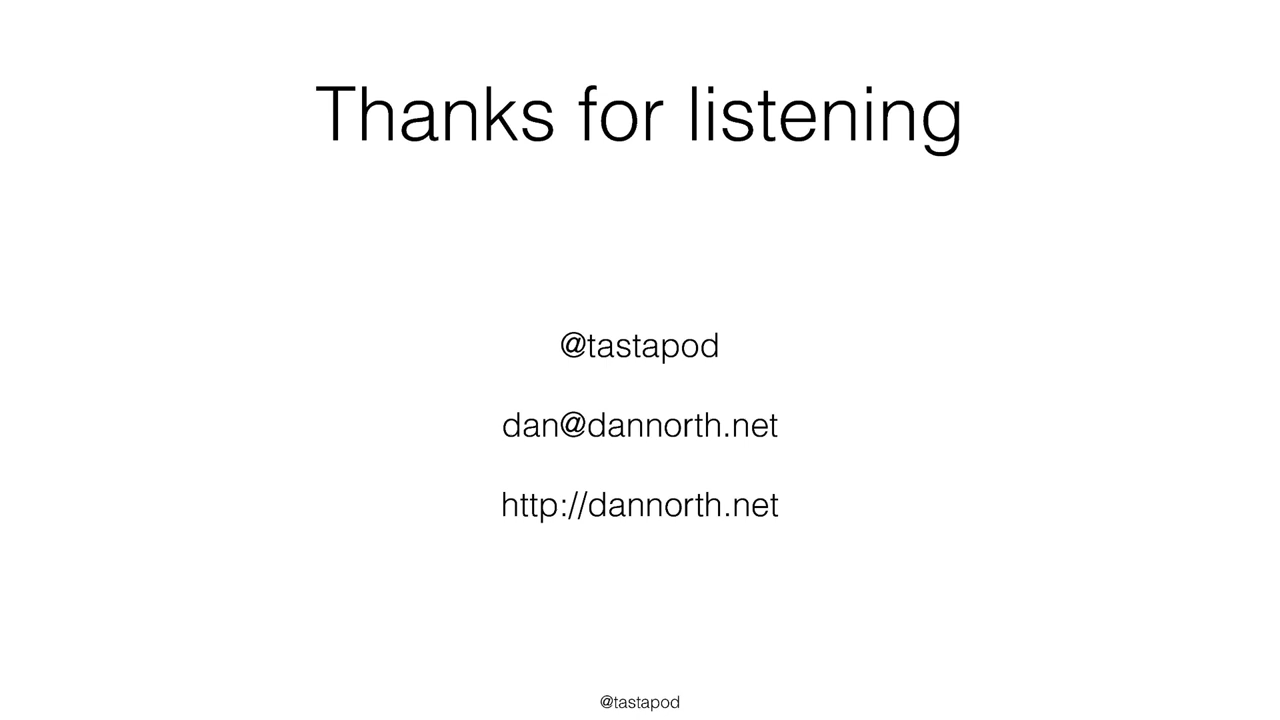 Thanks for listening
@tastapod
dan@dannorth.net
http://dannorth.net
@tastapod